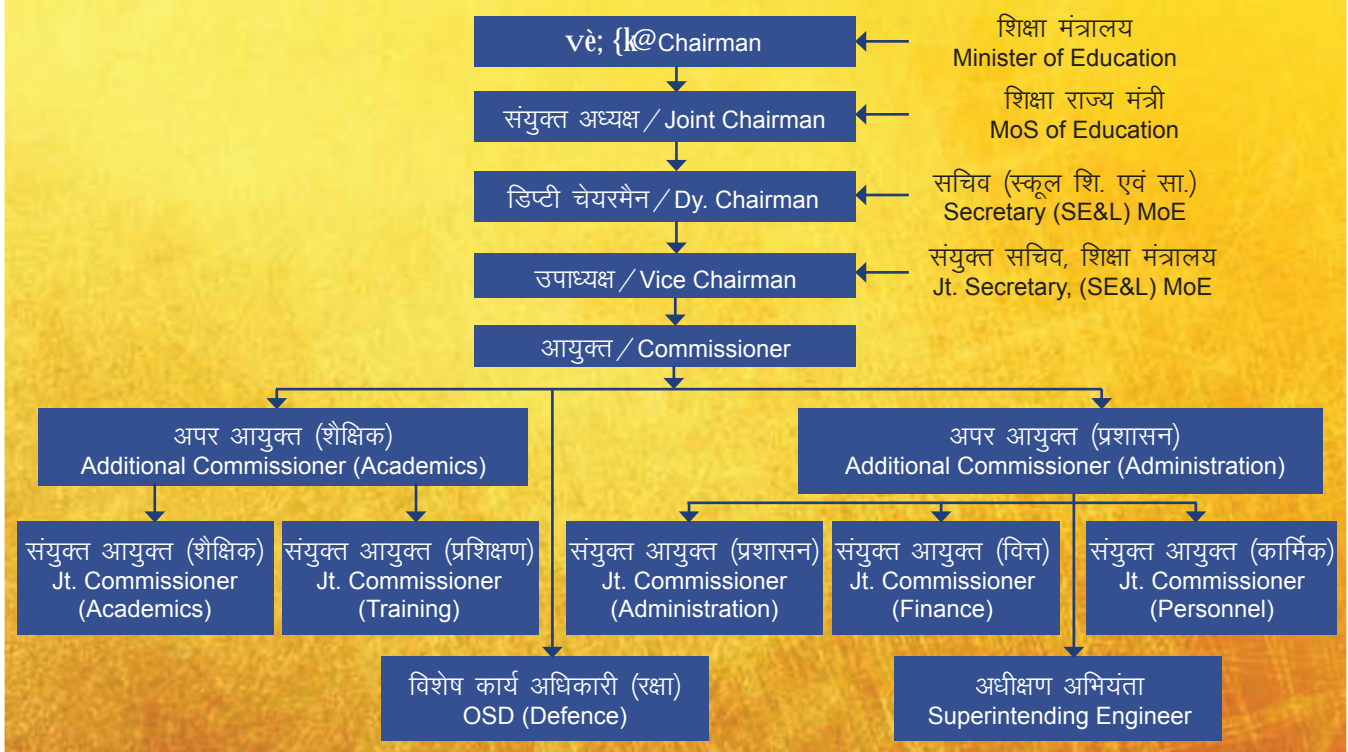 vè;{k@Chairman
शिक्षा मंत्रालय
Minister of Education
संयुक्त अध्यक्ष / Joint Chairman
शिक्षा राज्य मंत्री
MoS of Education
डिप्टी चेयरमैन / Dy. Chairman
सचिव (स्कूल शि. एवं सा.)
Secretary (SE&L) MoE
उपाध्यक्ष / Vice Chairman
संयुक्त सचिव, शिक्षा मंत्रालय
Jt. Secretary, (SE&L) MoE
आयुक्त / Commissioner
अपर आयुक्त (शैक्षिक)
Additional Commissioner (Academics)
अपर आयुक्त (प्रशासन)
Additional Commissioner (Administration)
संयुक्त आयुक्त (शैक्षिक)
Jt. Commissioner
(Academics)
संयुक्त आयुक्त (प्रशिक्षण)
Jt. Commissioner
(Training)
संयुक्त आयुक्त (प्रशासन)
Jt. Commissioner
(Administration)
संयुक्त आयुक्त (वित्त)
Jt. Commissioner
(Finance)
संयुक्त आयुक्त (कार्मिक)
Jt. Commissioner
(Personnel)
विशेष कार्य अधिकारी (रक्षा)
OSD (Defence)
अधीक्षण अभियंता
Superintending Engineer